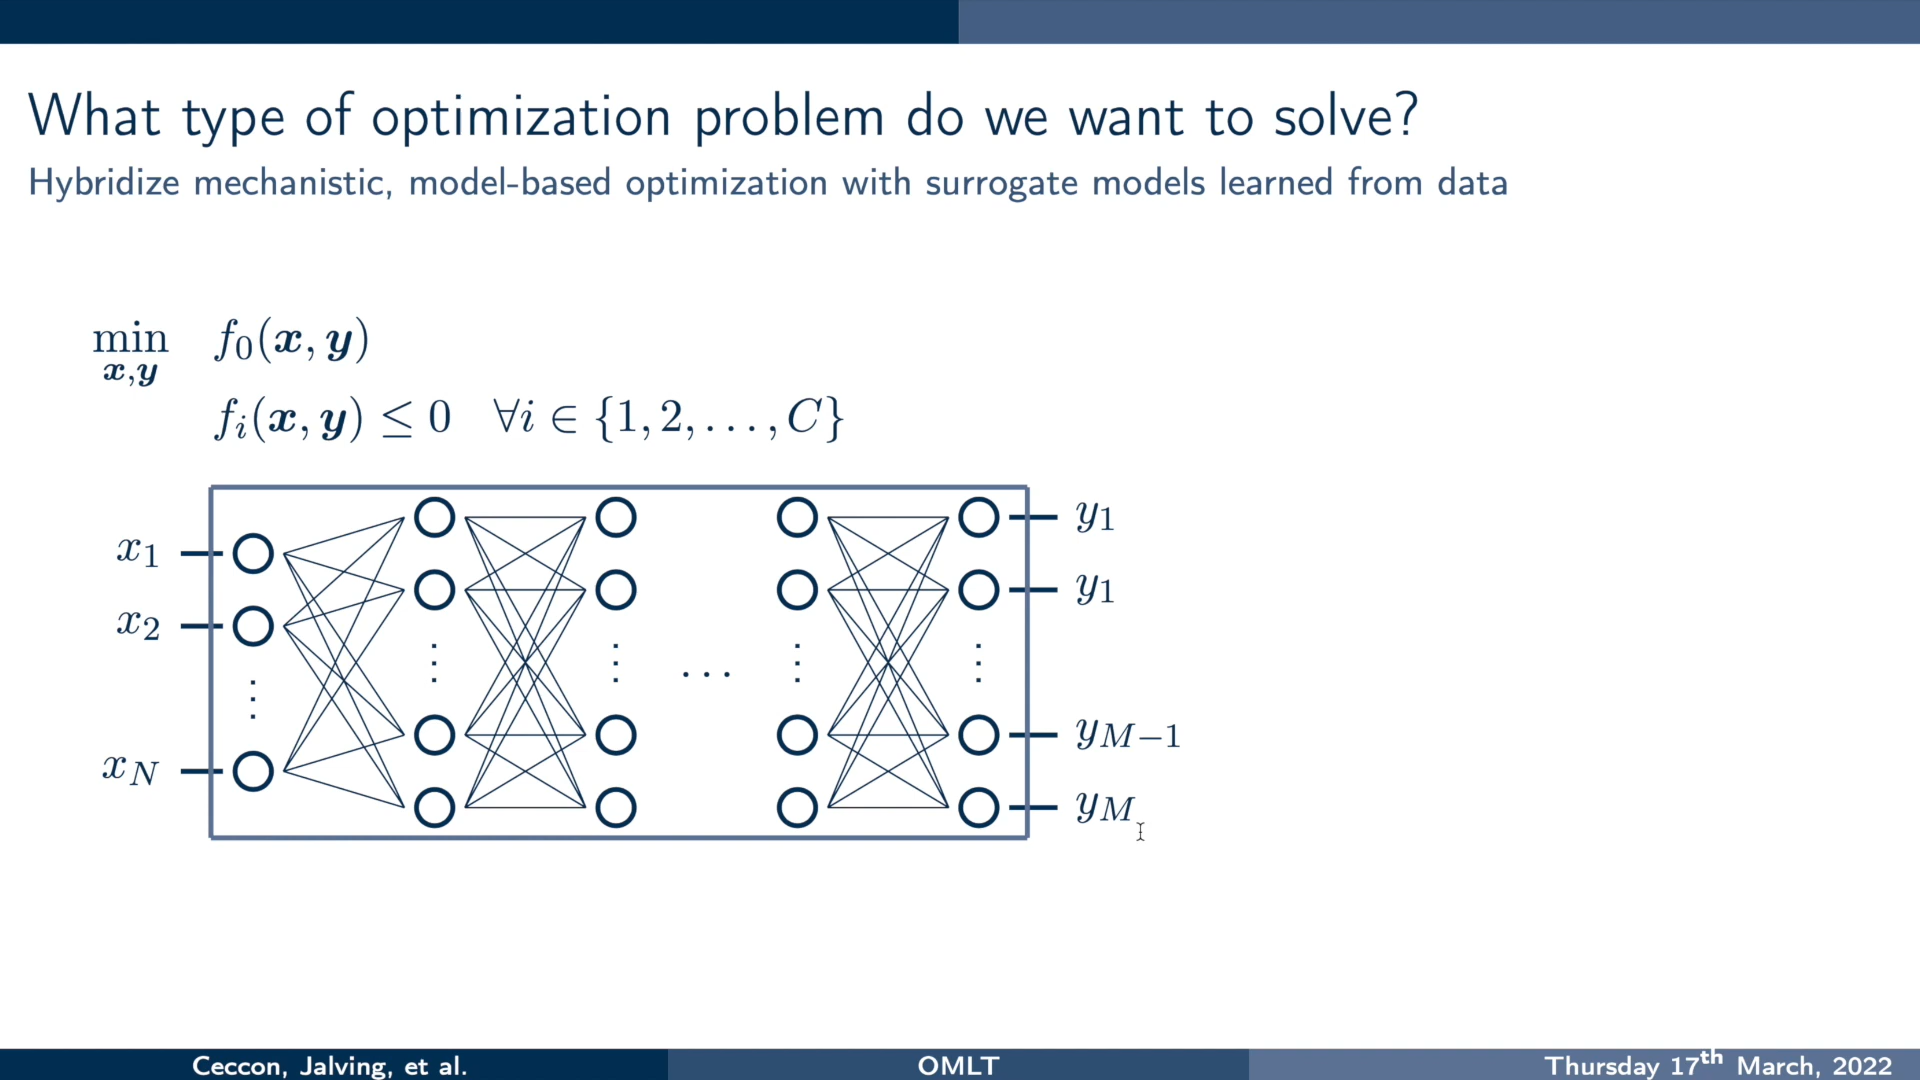 What type of optimization problem do we want to solve?
Hybridize mechanistic, model-based optimization with surrogate models learned from data
min f₀(x, y)
x,y
fᵢ(x, y) ≤ 0 ∀i ∈ {1, 2, . . . , C}
x₁
x₂
⋮
x_N
. . .
y₁
y₁
⋮
y_{M−1}
y_M
Ceccon, Jalving, et al.
OMLT
Thursday 17th March, 2022